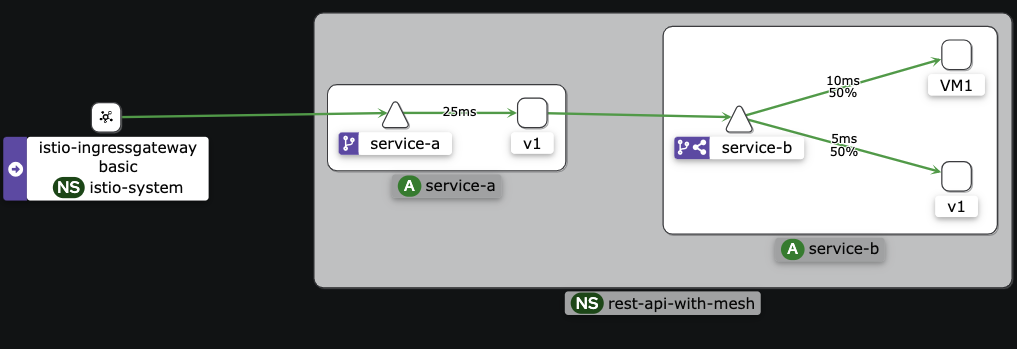 istio-ingressgateway
basic
NS istio-system
25ms
service-a
v1
A service-a
10ms
50%
VM1
service-b
5ms
50%
v1
A service-b
NS rest-api-with-mesh